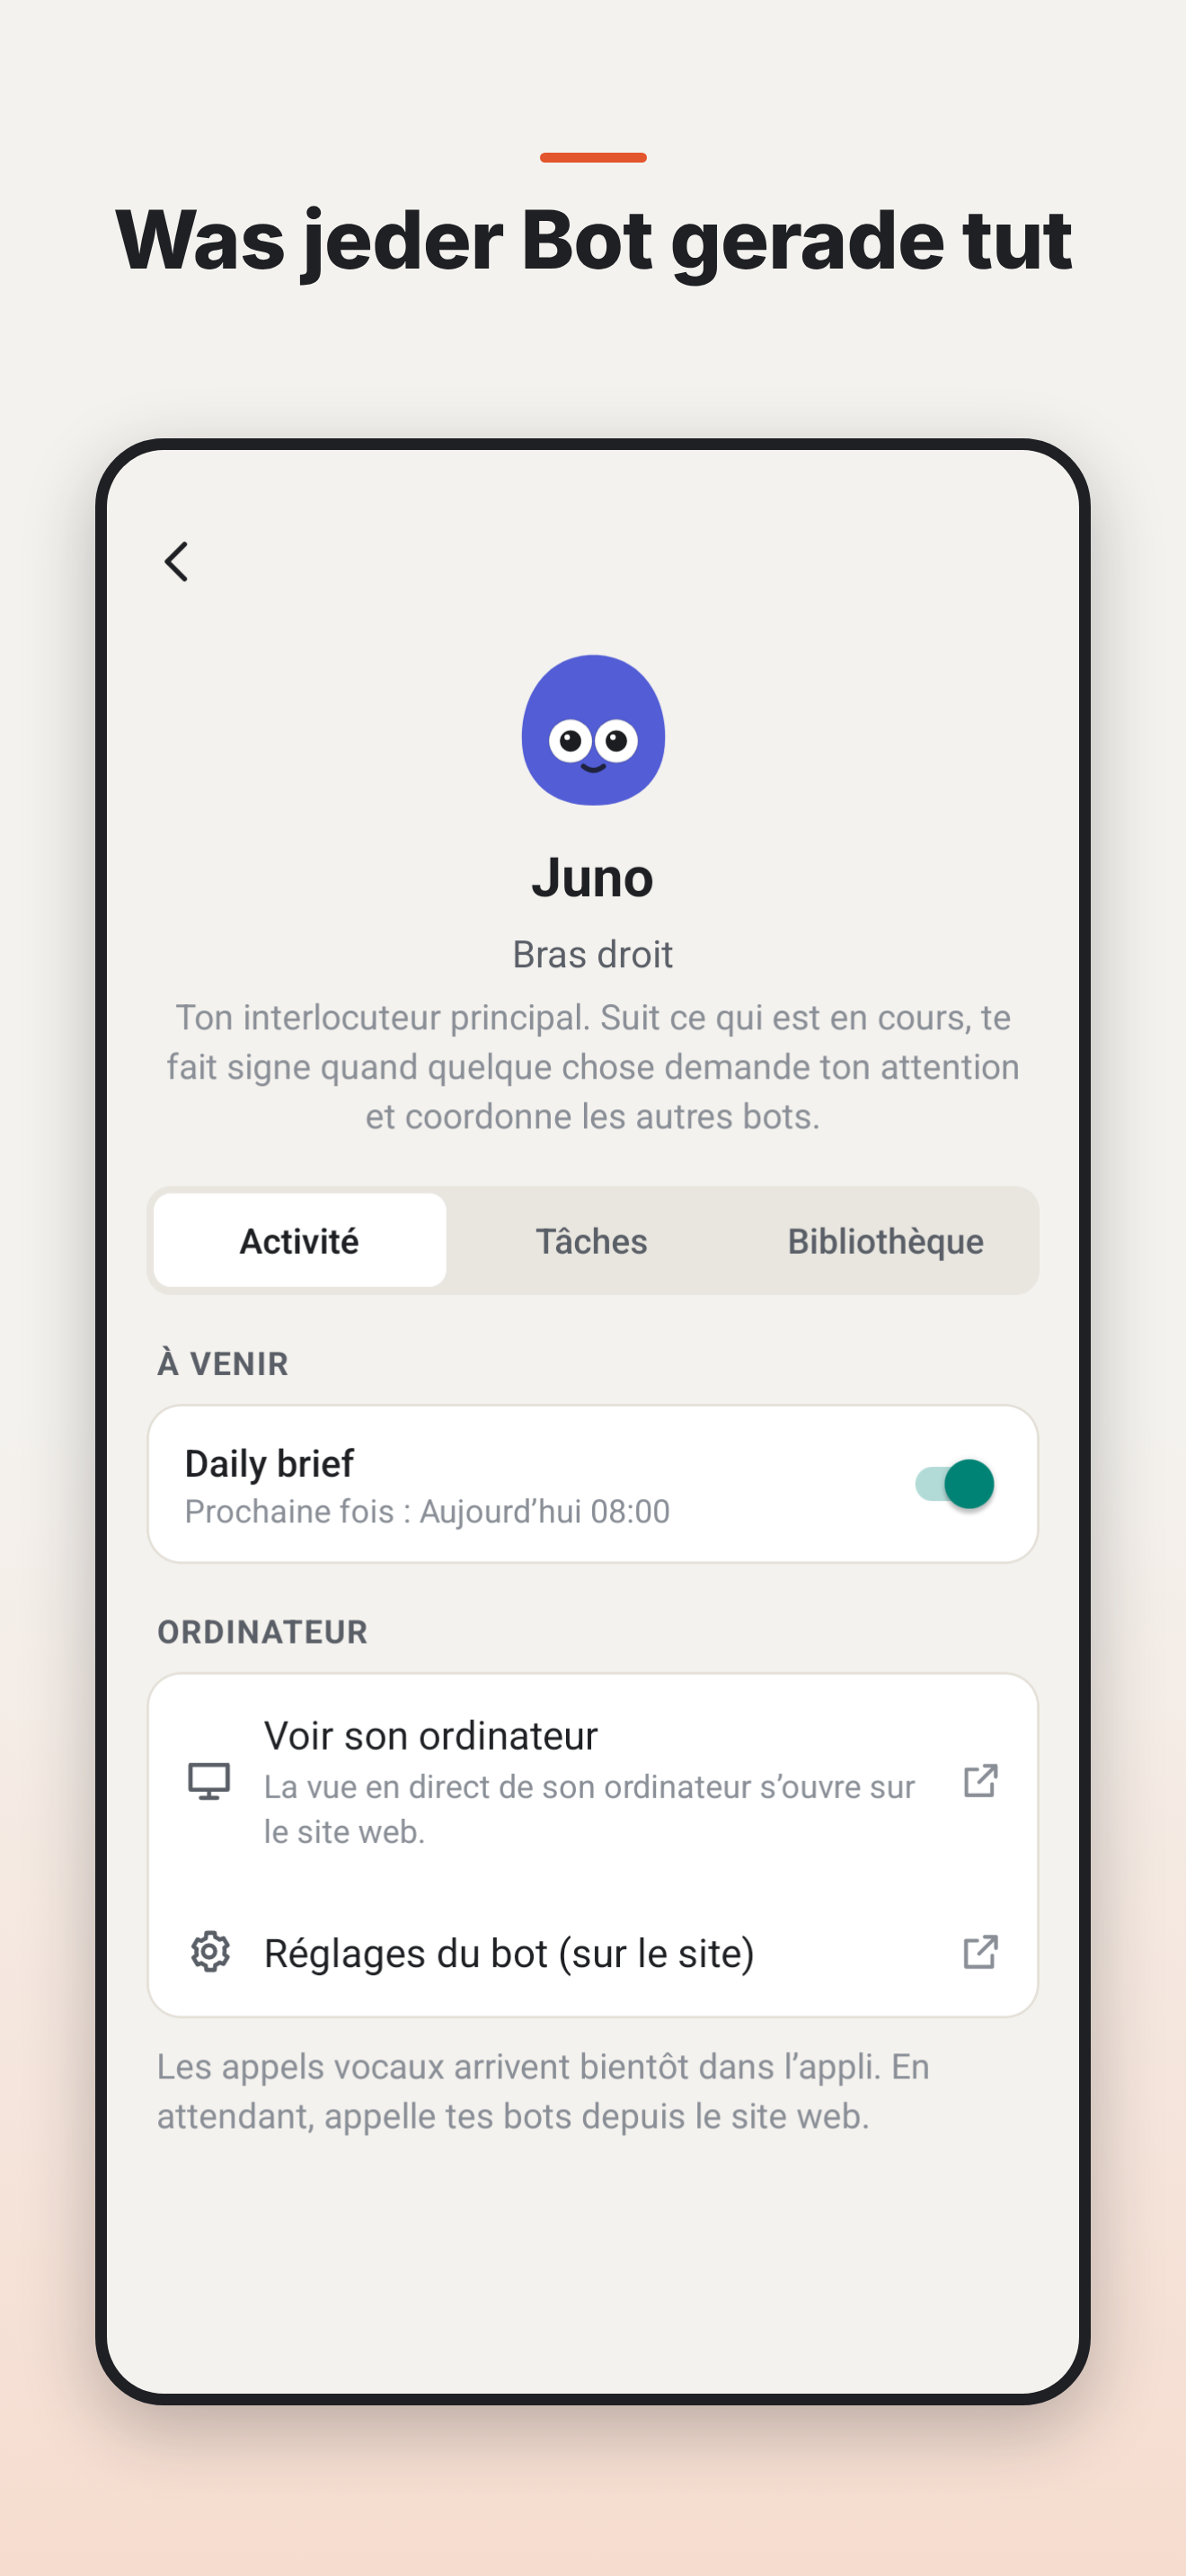 Was jeder Bot gerade tut
Juno
Bras droit
Ton interlocuteur principal. Suit ce qui est en cours, te
fait signe quand quelque chose demande ton attention
et coordonne les autres bots.
Activité
Tâches
Bibliothèque
À VENIR
Daily brief
Prochaine fois : Aujourd’hui 08:00
ORDINATEUR
Voir son ordinateur
La vue en direct de son ordinateur s’ouvre sur
le site web.
Réglages du bot (sur le site)
Les appels vocaux arrivent bientôt dans l’appli. En
attendant, appelle tes bots depuis le site web.